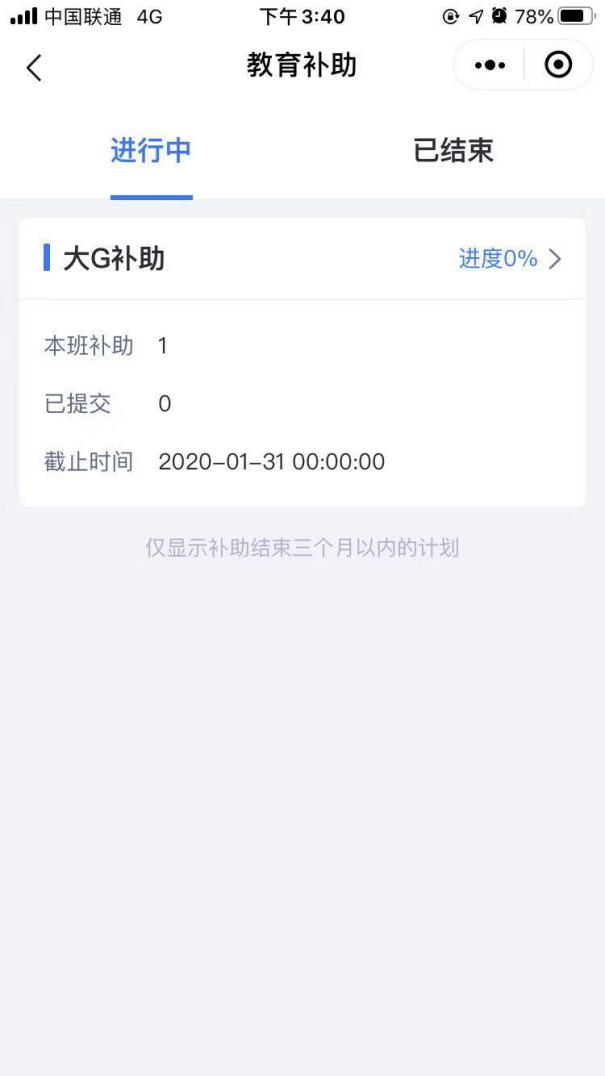 中国联通 4G 下午3:40 78%
教育补助
进行中 已结束
大G补助 进度0%
本班补助 1
已提交 0
截止时间 2020-01-31 00:00:00
仅显示补助结束三个月以内的计划